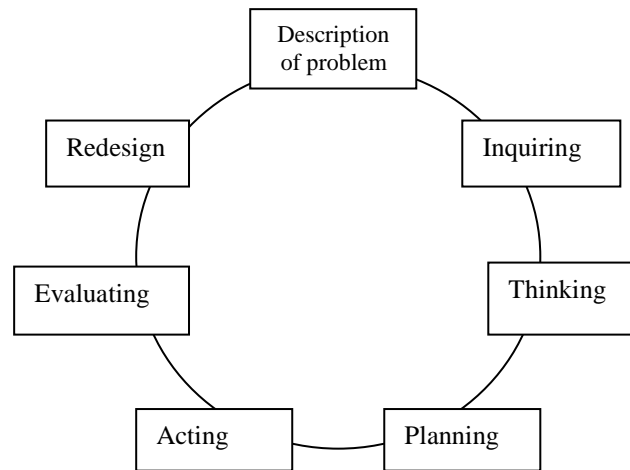 Description
of problem
Redesign
Inquiring
Evaluating
Thinking
Acting
Planning